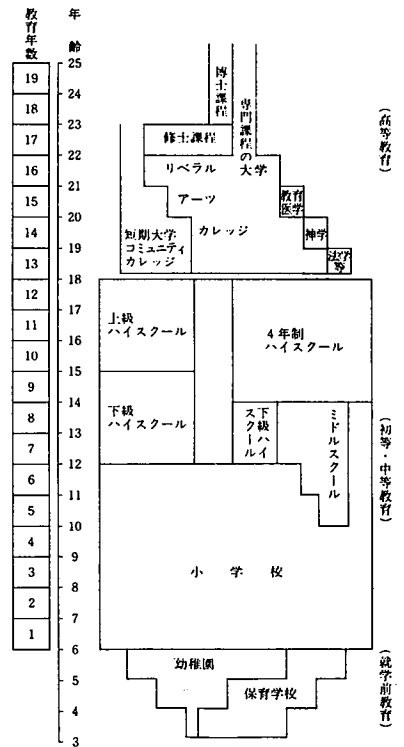 教育年数
年齢
19
18
17
16
15
14
13
12
11
10
9
8
7
6
5
4
3
2
1
25
24
23
22
21
20
19
18
17
16
15
14
13
12
11
10
9
8
7
6
5
4
3
博士課程
専門課程の大学
修士課程
リベラル
アーツ
カレッジ
教育
医学
神学
法学等
短期大学
コミュニティ
カレッジ
上級
ハイスクール
4年制
ハイスクール
下級ハイスクール
下級ハイ
スクール
ミドルスクール
小学校
幼稚園
保育学校
(高等教育)
(初等・中等教育)
(就学前教育)